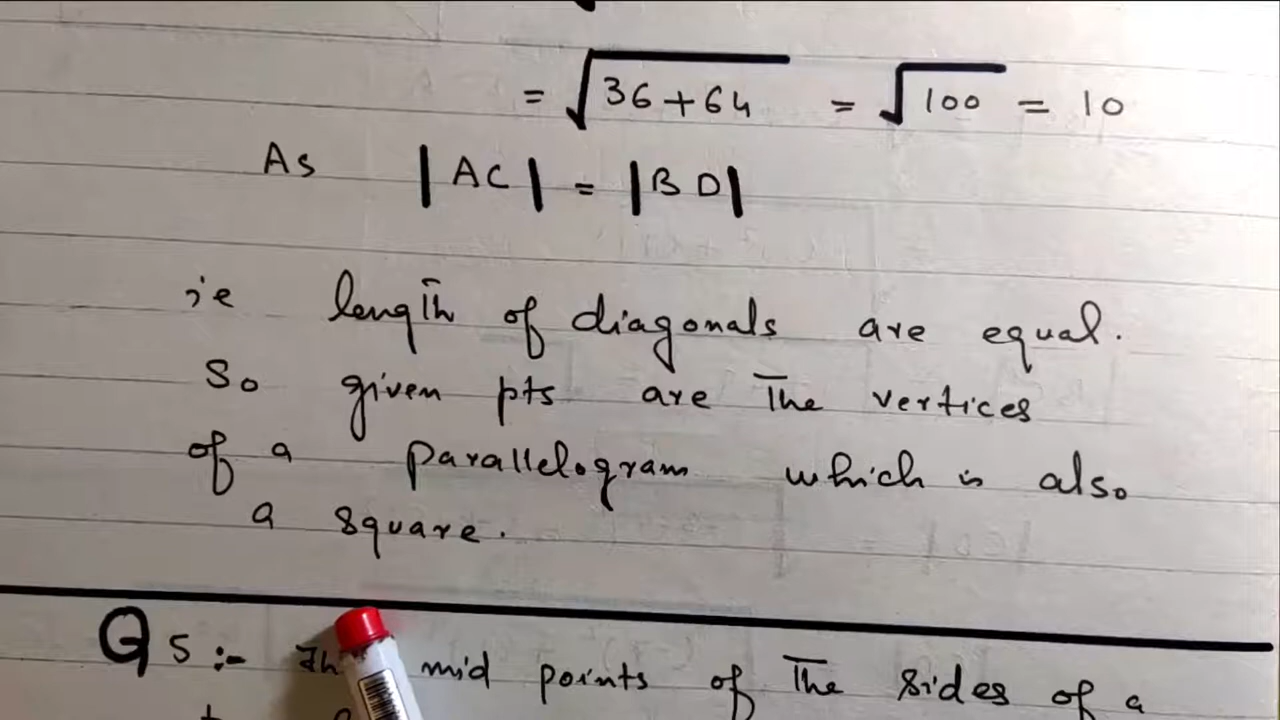 = √36+64 = √100 = 10
As |AC| = |BD|
ie length of diagonals are equal.
So given pts are The vertices
of a parallelogram which is also
a square.
Q5:- mid points of The sides of a